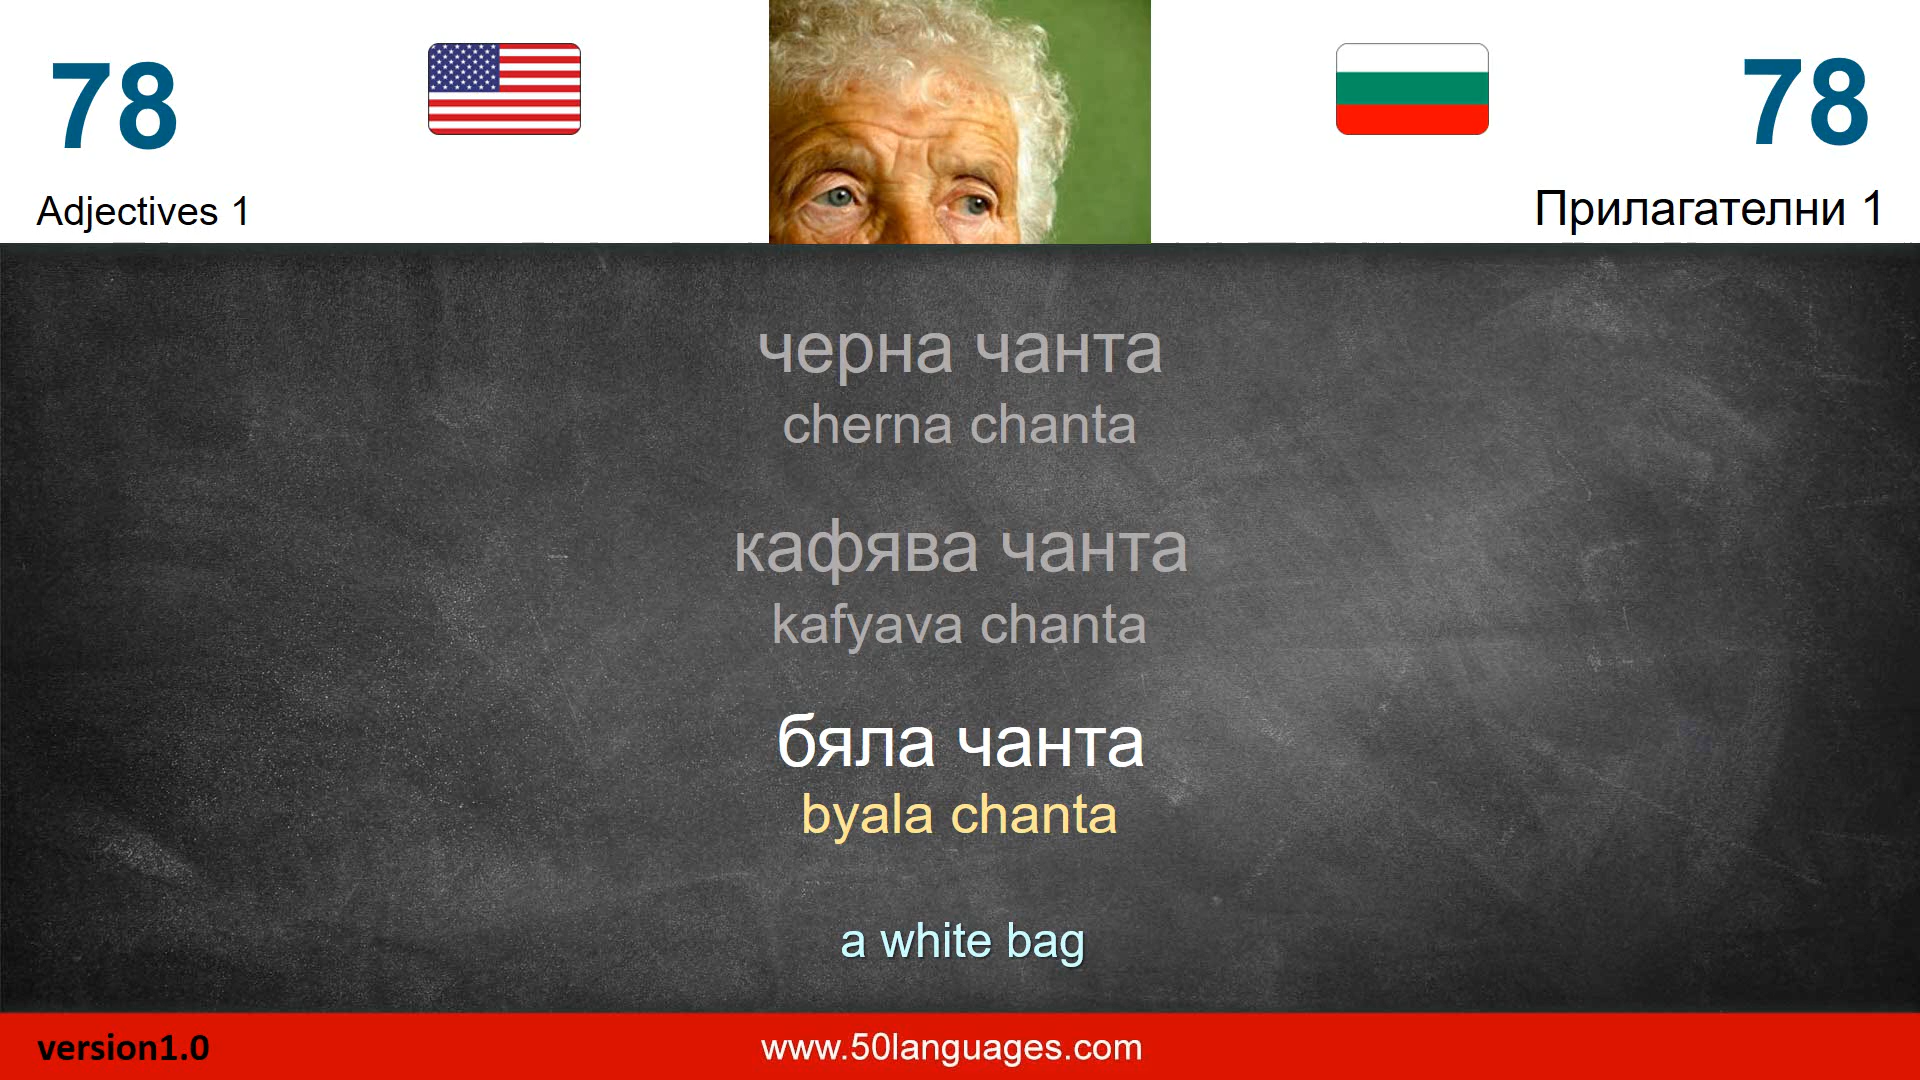 78
78
Adjectives 1
Прилагателни 1
черна чанта
cherna chanta
кафява чанта
kafyava chanta
бяла чанта
byala chanta
a white bag
version1.0
www.50languages.com